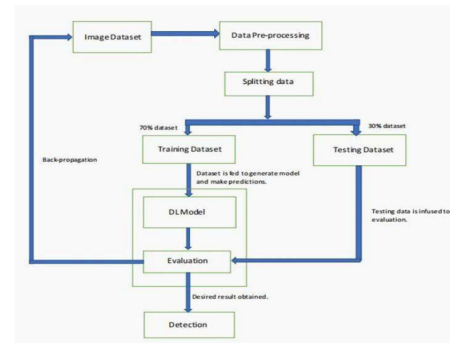 Image Dataset
Data Pre-processing
Splitting data
70% dataset
30% dataset
Training Dataset
Testing Dataset
Back-propagation
Dataset is fed to generate model
and make predictions.
DL Model
Testing data is infused to
evaluation.
Evaluation
Desired result obtained.
Detection